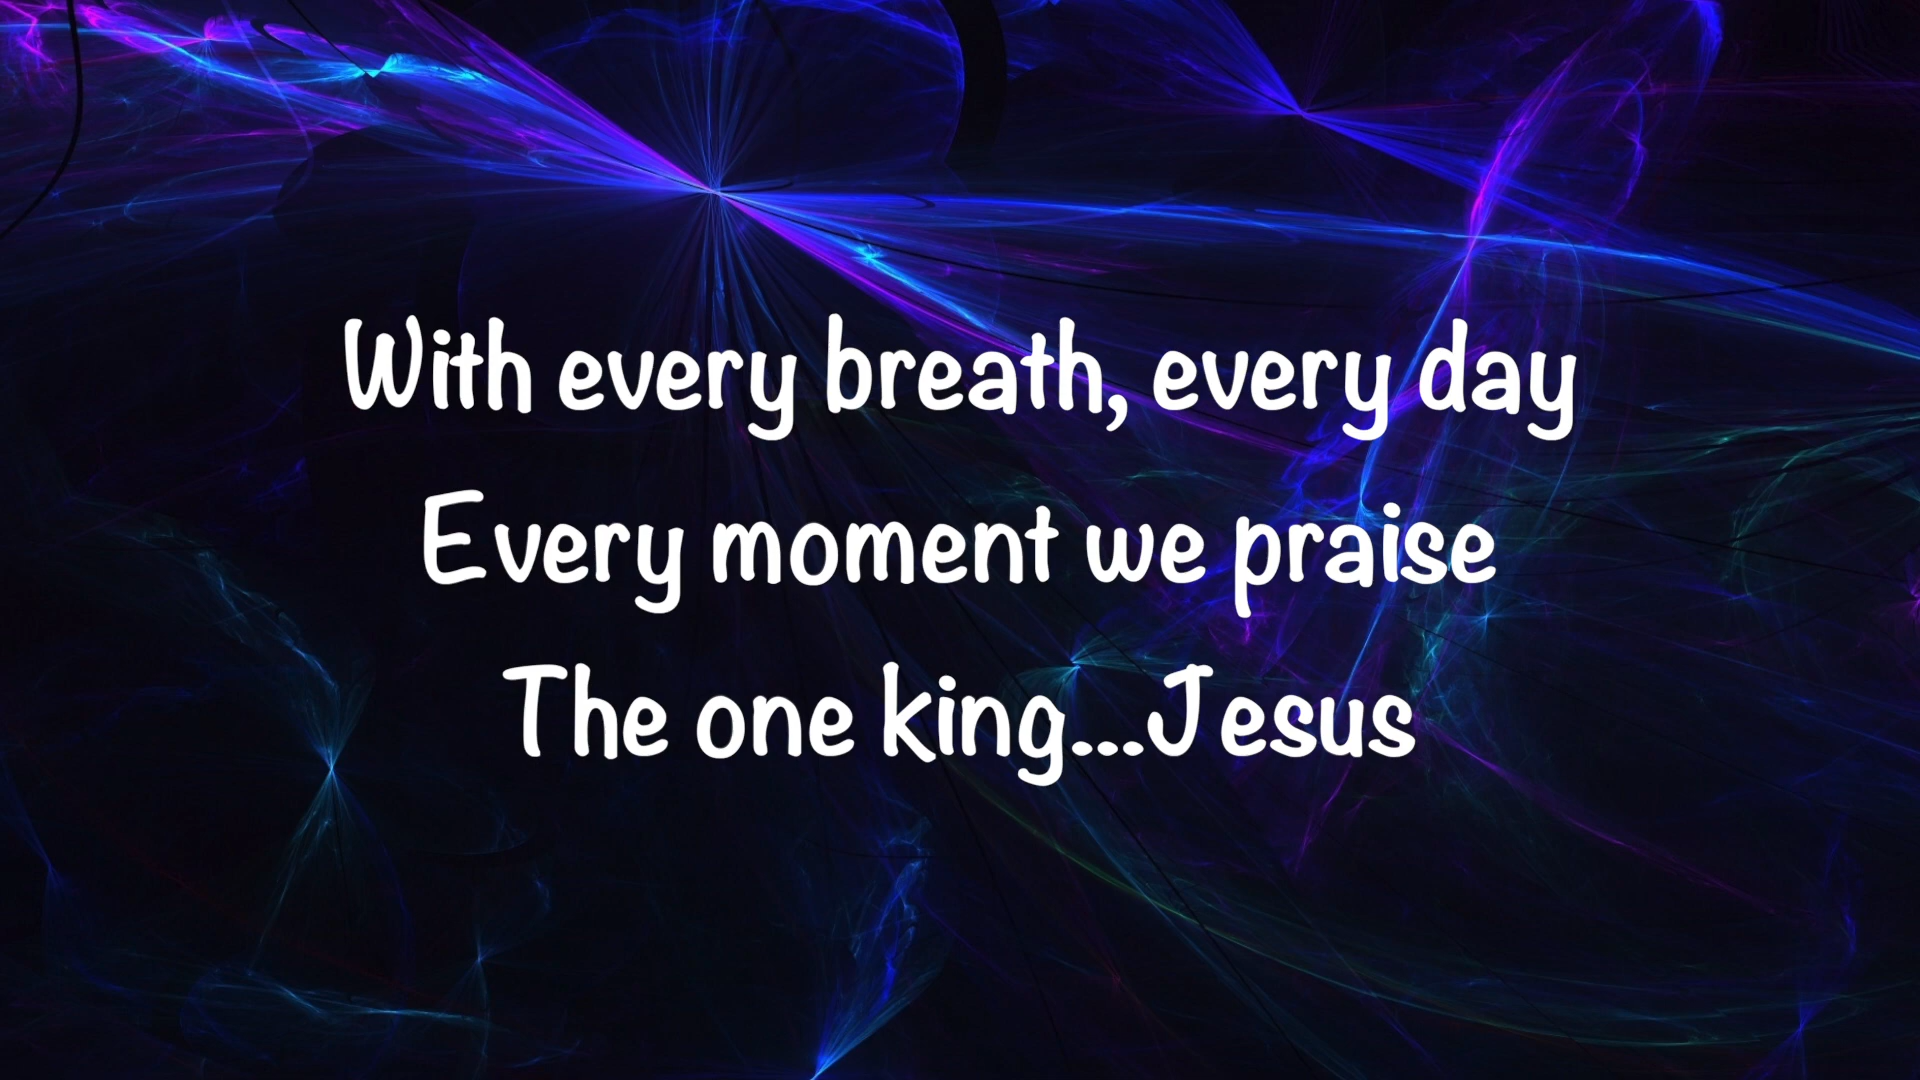 With every breath, every day
Every moment we praise
The one king...Jesus